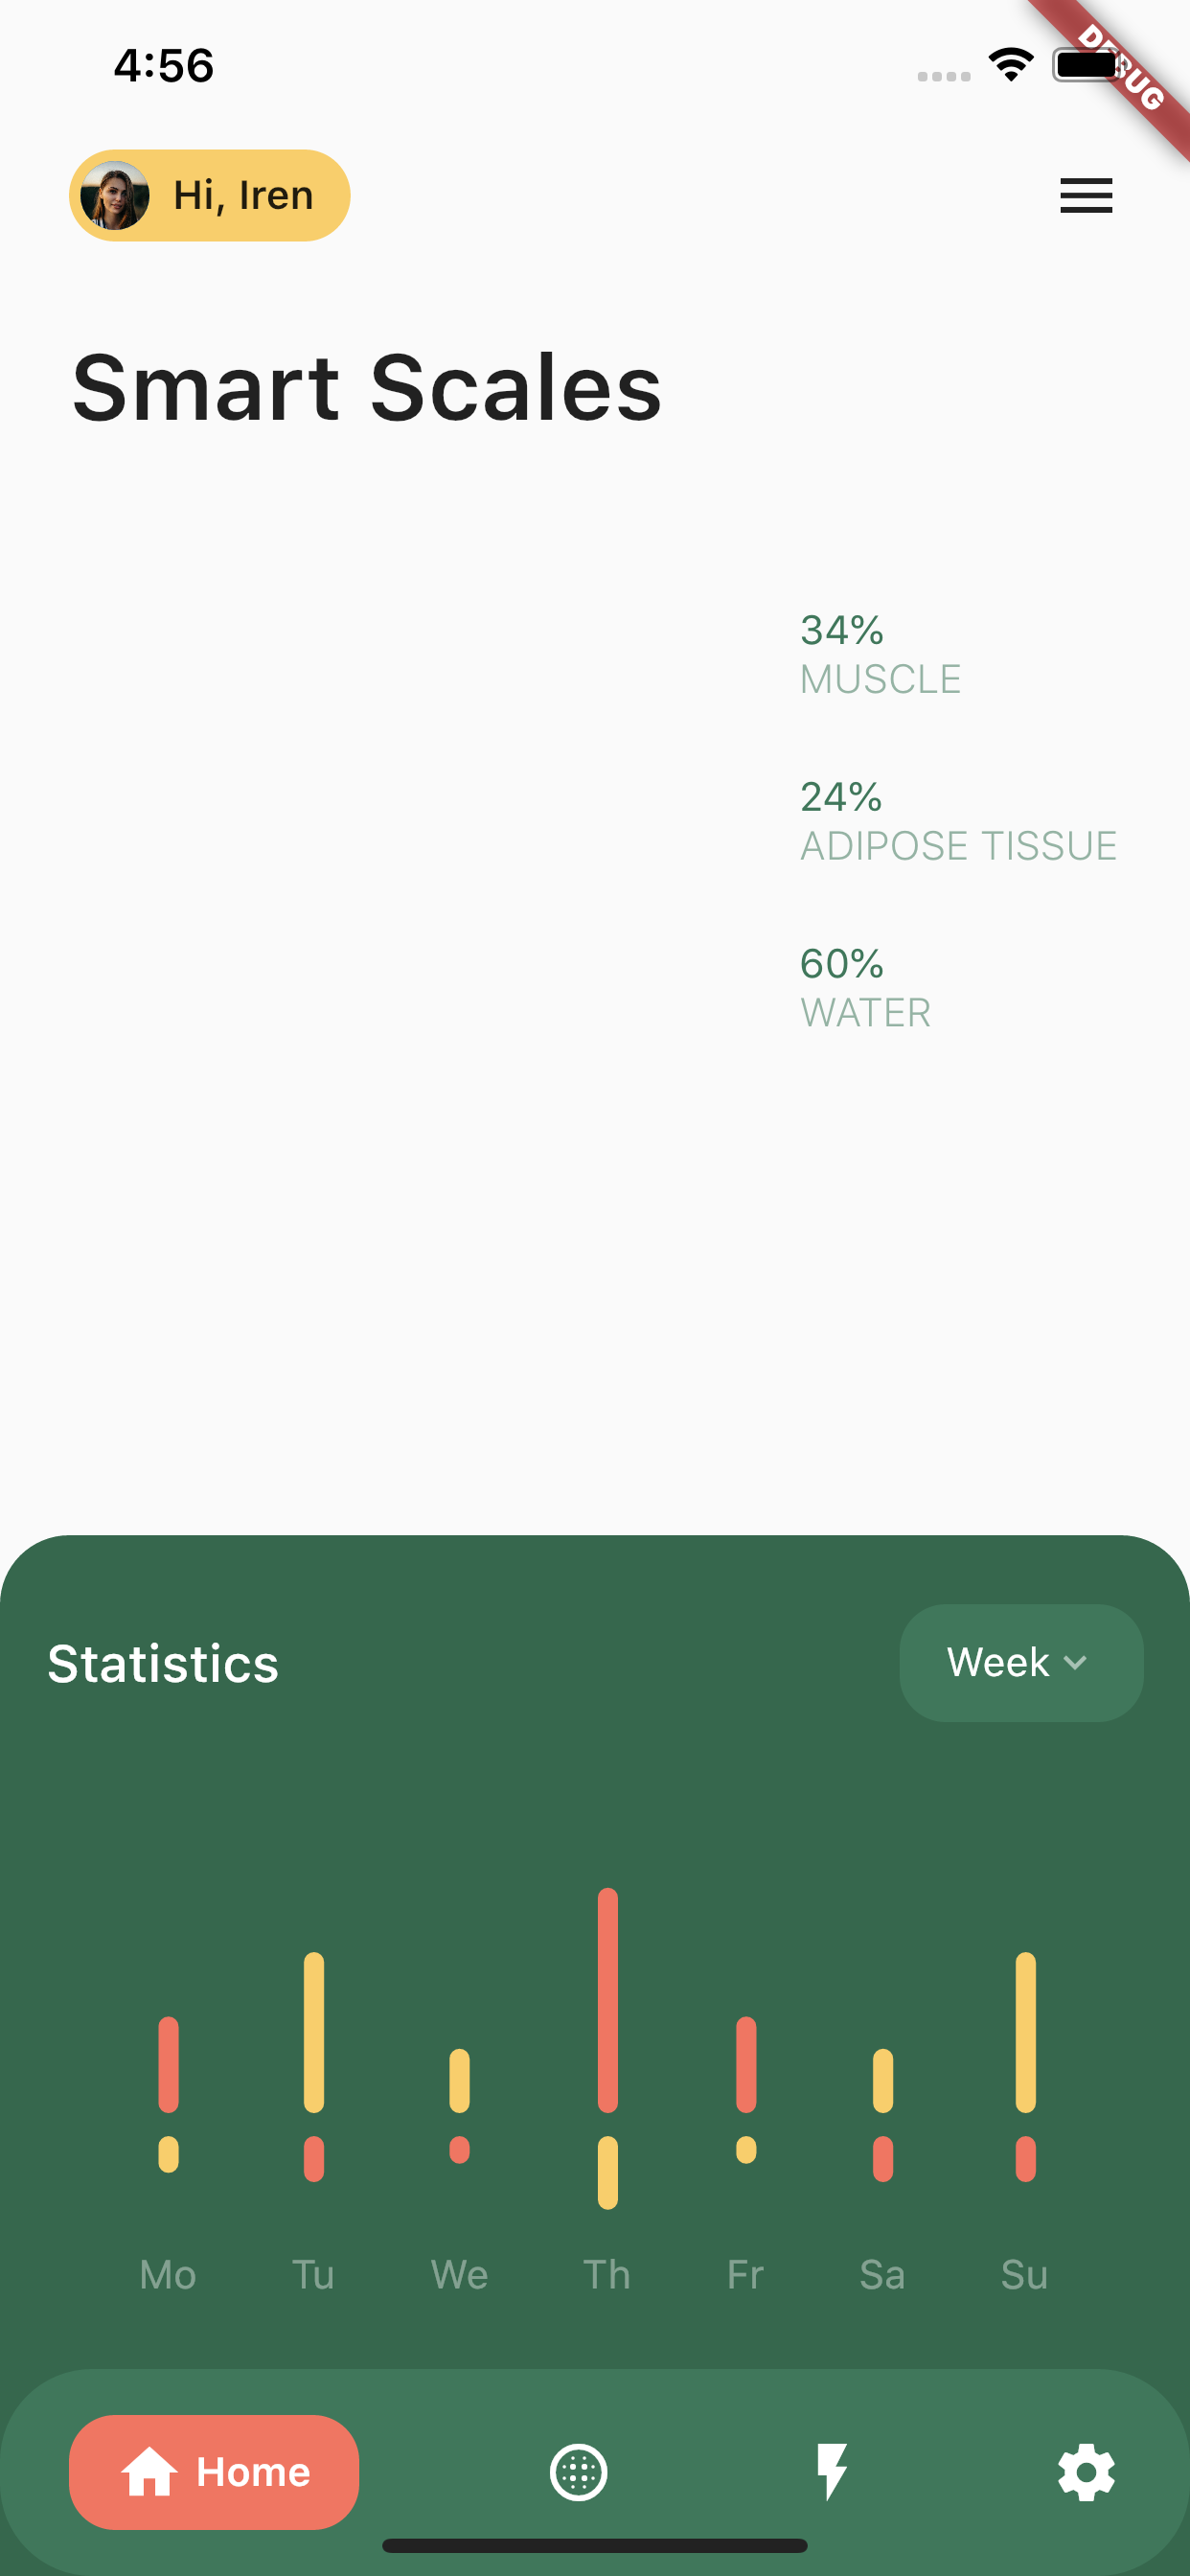 4:56
DEBUG
Hi, Iren
Smart Scales
34%
MUSCLE
24%
ADIPOSE TISSUE
60%
WATER
Statistics
Week
Mo Tu We Th Fr Sa Su
Home